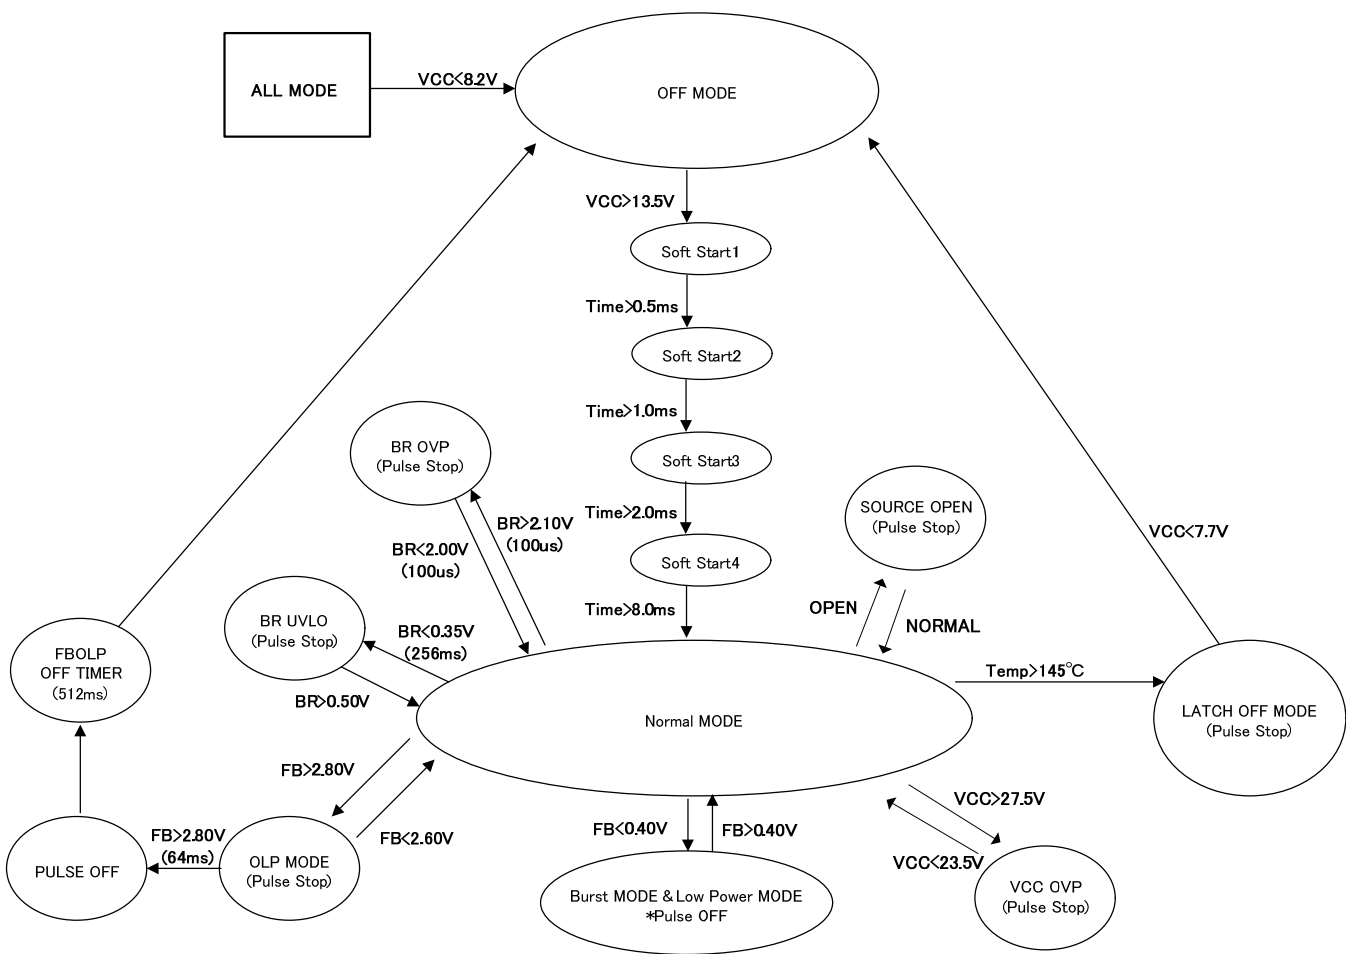 VCC<8.2V
ALL MODE
OFF MODE
VCC>13.5V
Soft Start1
Time>0.5ms
Soft Start2
Time>1.0ms
BR OVP
(Pulse Stop)
Soft Start3
SOURCE OPEN
(Pulse Stop)
Time>2.0ms
BR>2.10V
(100us)
VCC<7.7V
BR<2.00V
(100us)
Soft Start4
Time>8.0ms
OPEN
NORMAL
BR UVLO
(Pulse Stop)
BR<0.35V
(256ms)
FBOLP
OFF TIMER
(512ms)
Temp>145℃
BR>0.50V
Normal MODE
LATCH OFF MODE
(Pulse Stop)
FB>2.80V
VCC>27.5V
FB>2.80V
(64ms)
FB<2.60V
FB<0.40V
FB>0.40V
VCC<23.5V
PULSE OFF
OLP MODE
(Pulse Stop)
Burst MODE & Low Power MODE
*Pulse OFF
VCC OVP
(Pulse Stop)